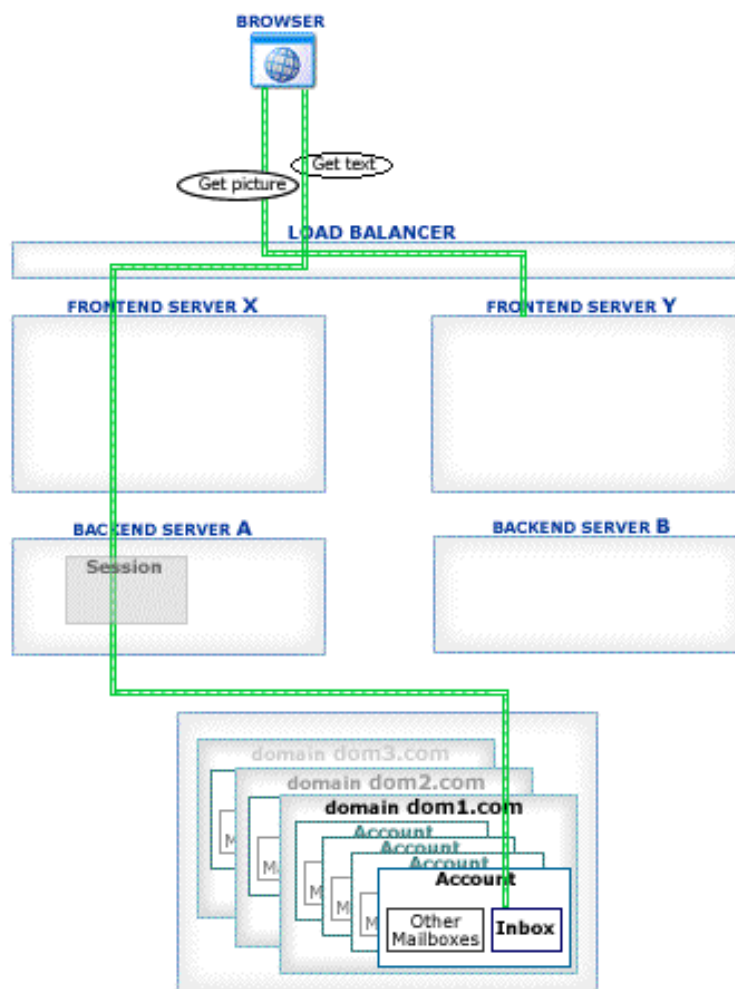 BROWSER
Get text
Get picture
LOAD BALANCER
FRONTEND SERVER X
FRONTEND SERVER Y
BACKEND SERVER A
BACKEND SERVER B
Session
domain dom3.com
domain dom2.com
domain dom1.com
Account
Account
Account
Account
Other
Mailboxes
Inbox